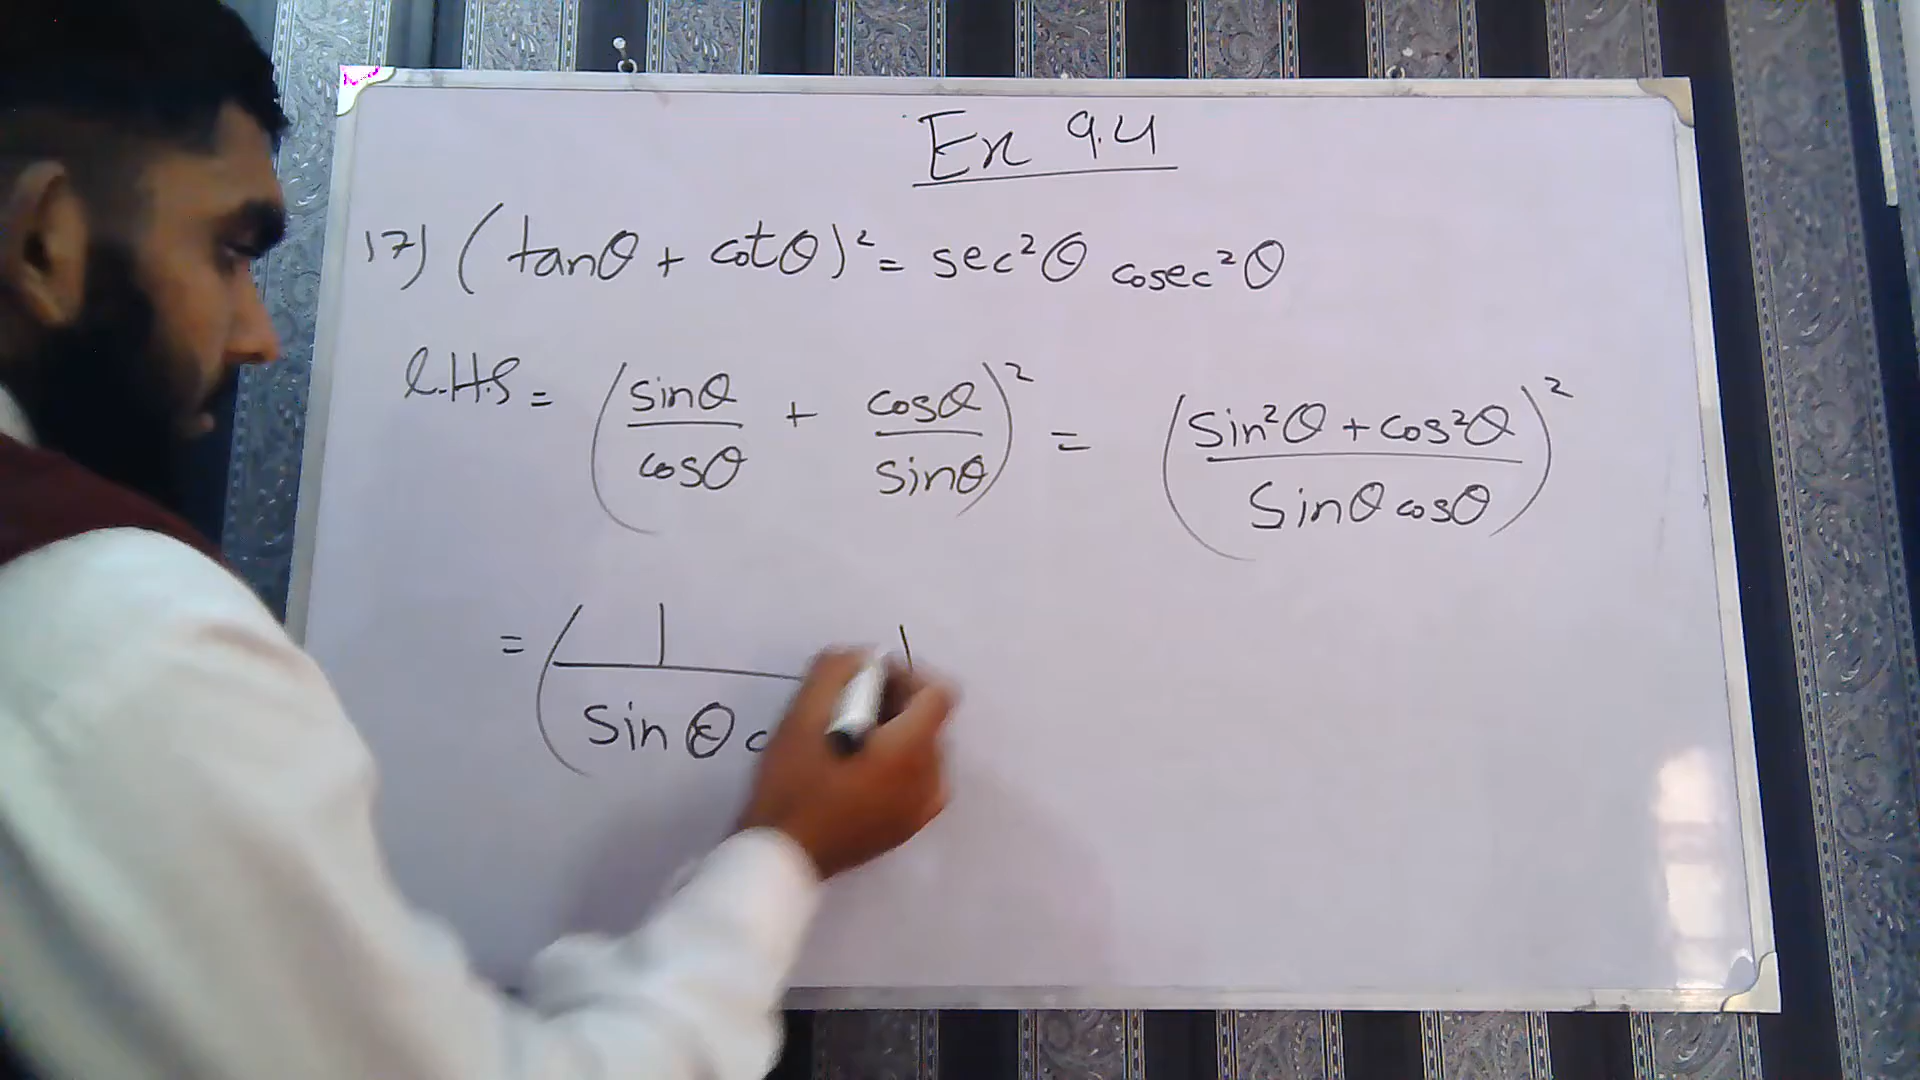 Ex 9.4
17) (tanθ + cotθ)² = sec²θ cosec²θ
L.H.S = (sinθ/cosθ + cosθ/sinθ)² = (Sin²θ + cos²θ / Sinθ cosθ)²
= (1 / Sin θ c )